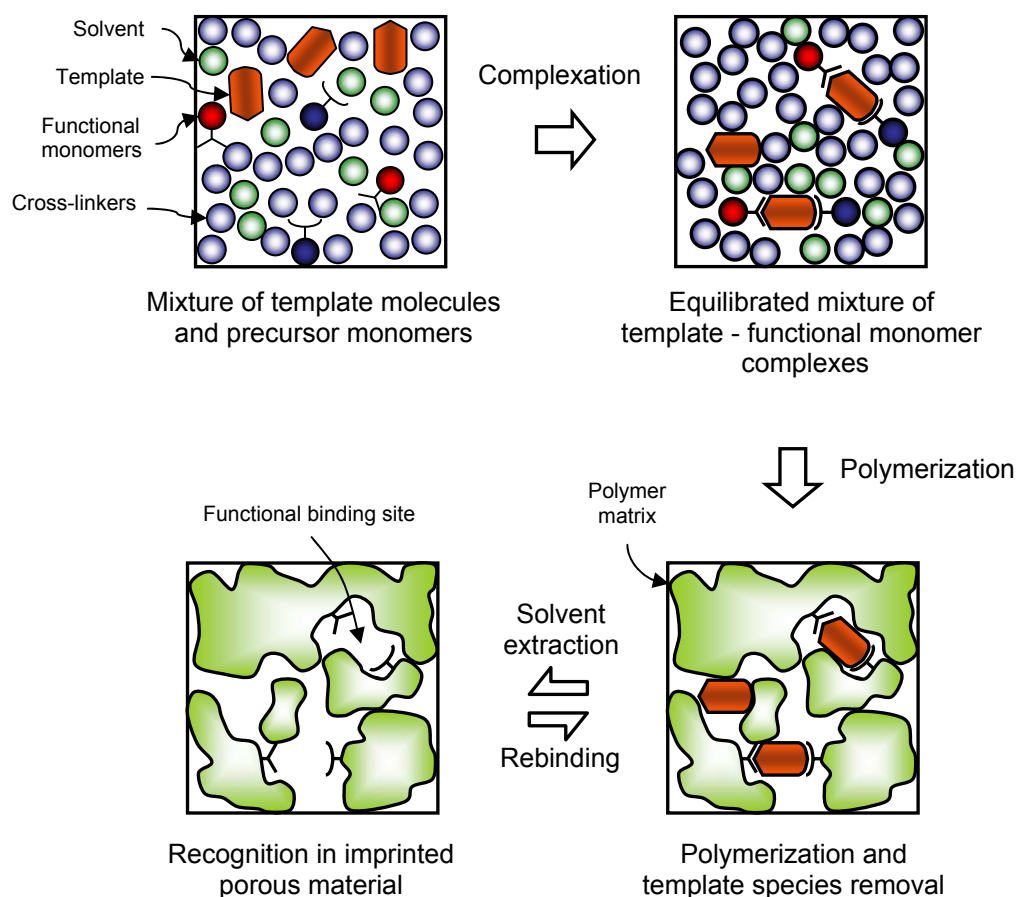 Solvent
Template
Functional
monomers
Cross-linkers
Mixture of template molecules
and precursor monomers
Complexation
Equilibrated mixture of
template - functional monomer
complexes
Polymerization
Polymer
matrix
Functional binding site
Solvent
extraction
Rebinding
Recognition in imprinted
porous material
Polymerization and
template species removal